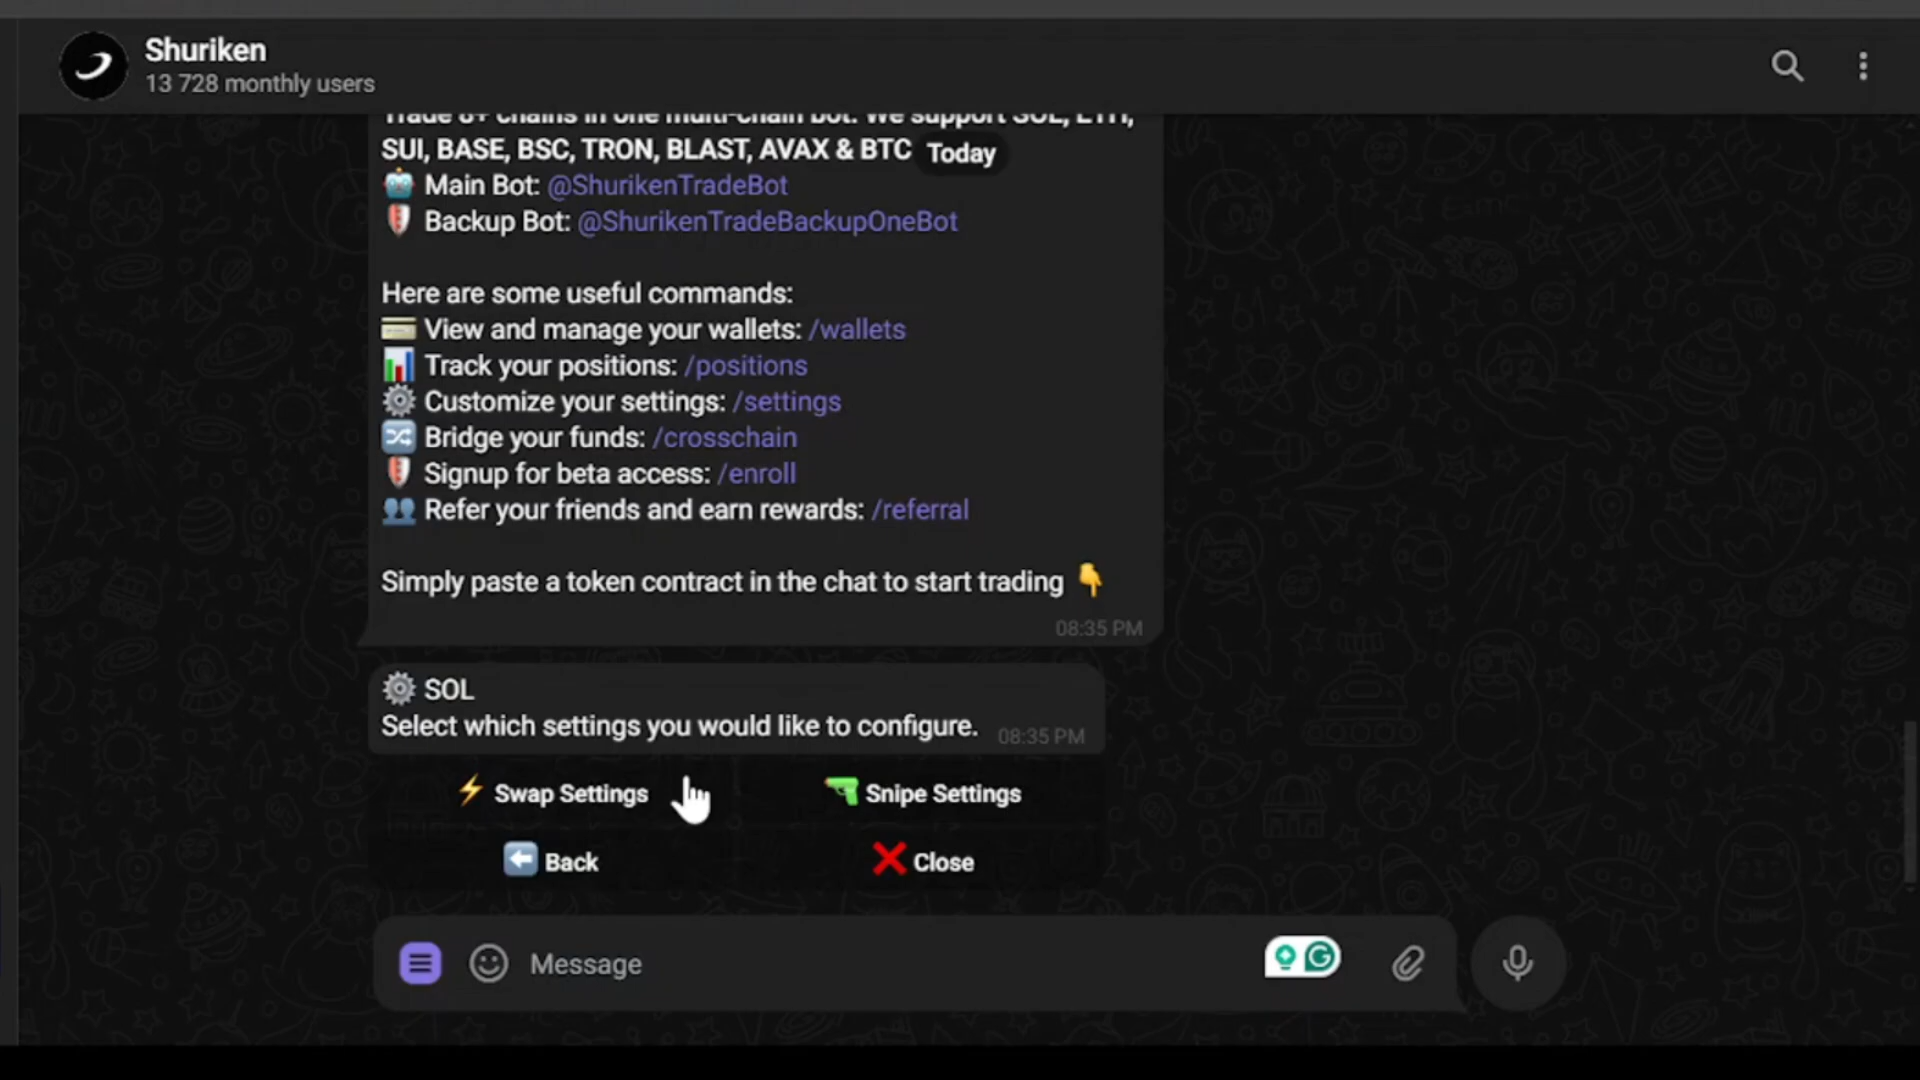 Shuriken
13 728 monthly users
Trade 8+ chains in one multi-chain bot. We support SOL, ETH,
SUI, BASE, BSC, TRON, BLAST, AVAX & BTC
Today
Main Bot: @ShurikenTradeBot
Backup Bot: @ShurikenTradeBackupOneBot
Here are some useful commands:
View and manage your wallets: /wallets
Track your positions: /positions
Customize your settings: /settings
Bridge your funds: /crosschain
Signup for beta access: /enroll
Refer your friends and earn rewards: /referral
Simply paste a token contract in the chat to start trading
08:35 PM
SOL
Select which settings you would like to configure.
08:35 PM
Swap Settings
Snipe Settings
Back
Close
Message